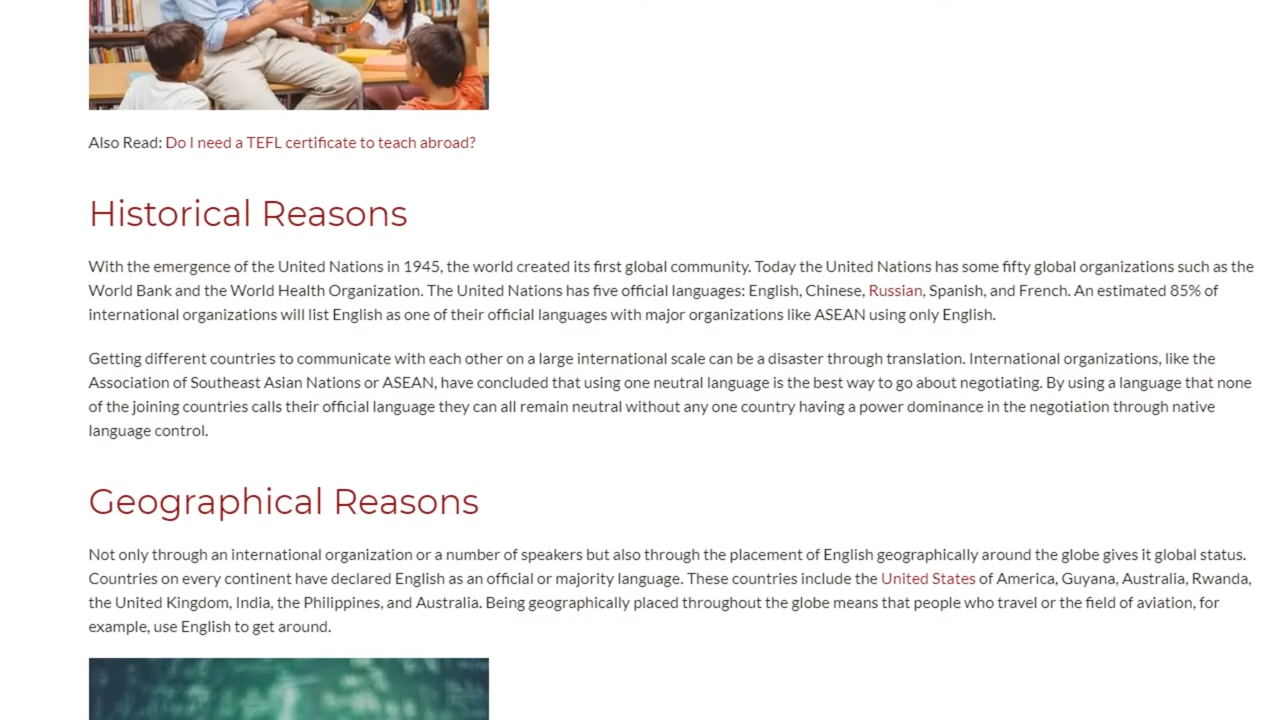 Also Read: Do I need a TEFL certificate to teach abroad?
Historical Reasons
With the emergence of the United Nations in 1945, the world created its first global community. Today the United Nations has some fifty global organizations such as the
World Bank and the World Health Organization. The United Nations has five official languages: English, Chinese, Russian, Spanish, and French. An estimated 85% of
international organizations will list English as one of their official languages with major organizations like ASEAN using only English.
Getting different countries to communicate with each other on a large international scale can be a disaster through translation. International organizations, like the
Association of Southeast Asian Nations or ASEAN, have concluded that using one neutral language is the best way to go about negotiating. By using a language that none
of the joining countries calls their official language they can all remain neutral without any one country having a power dominance in the negotiation through native
language control.
Geographical Reasons
Not only through an international organization or a number of speakers but also through the placement of English geographically around the globe gives it global status.
Countries on every continent have declared English as an official or majority language. These countries include the United States of America, Guyana, Australia, Rwanda,
the United Kingdom, India, the Philippines, and Australia. Being geographically placed throughout the globe means that people who travel or the field of aviation, for
example, use English to get around.